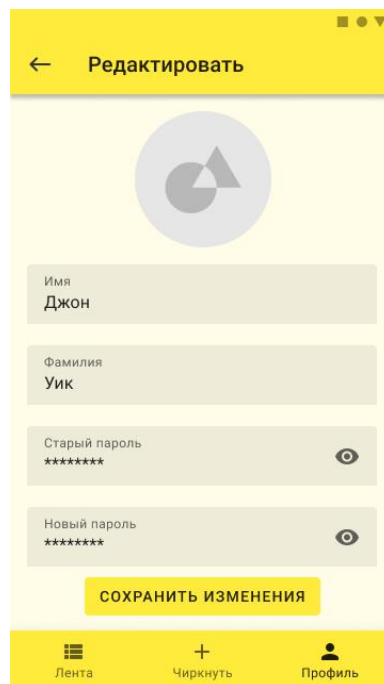 Редактировать
Имя
Джон
Фамилия
Уик
Старый пароль
********
Новый пароль
********
СОХРАНИТЬ ИЗМЕНЕНИЯ
Лента
Чиркнуть
Профиль